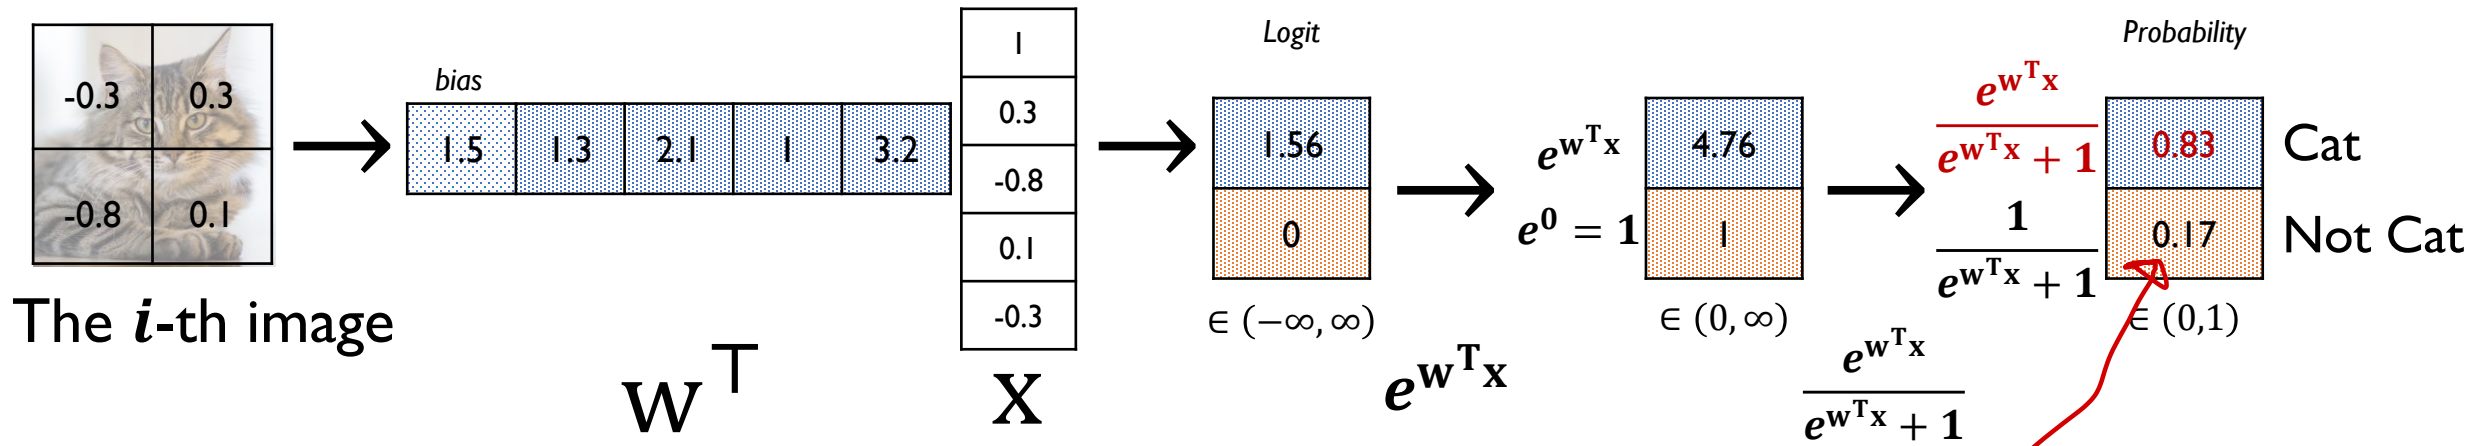 -0.3 0.3
-0.8 0.1
The i-th image
bias
1.5 1.3 2.1 1 3.2
w^T
1
0.3
-0.8
0.1
-0.3
x
Logit
1.56
0
∈ (−∞, ∞)
e^{w^T x}
e^{w^T x}
e^0 = 1
4.76
1
∈ (0, ∞)
e^{w^T x}
e^{w^T x} + 1
1
e^{w^T x} + 1
Probability
0.83 Cat
0.17 Not Cat
∈ (0,1)
e^{w^T x}
e^{w^T x} + 1